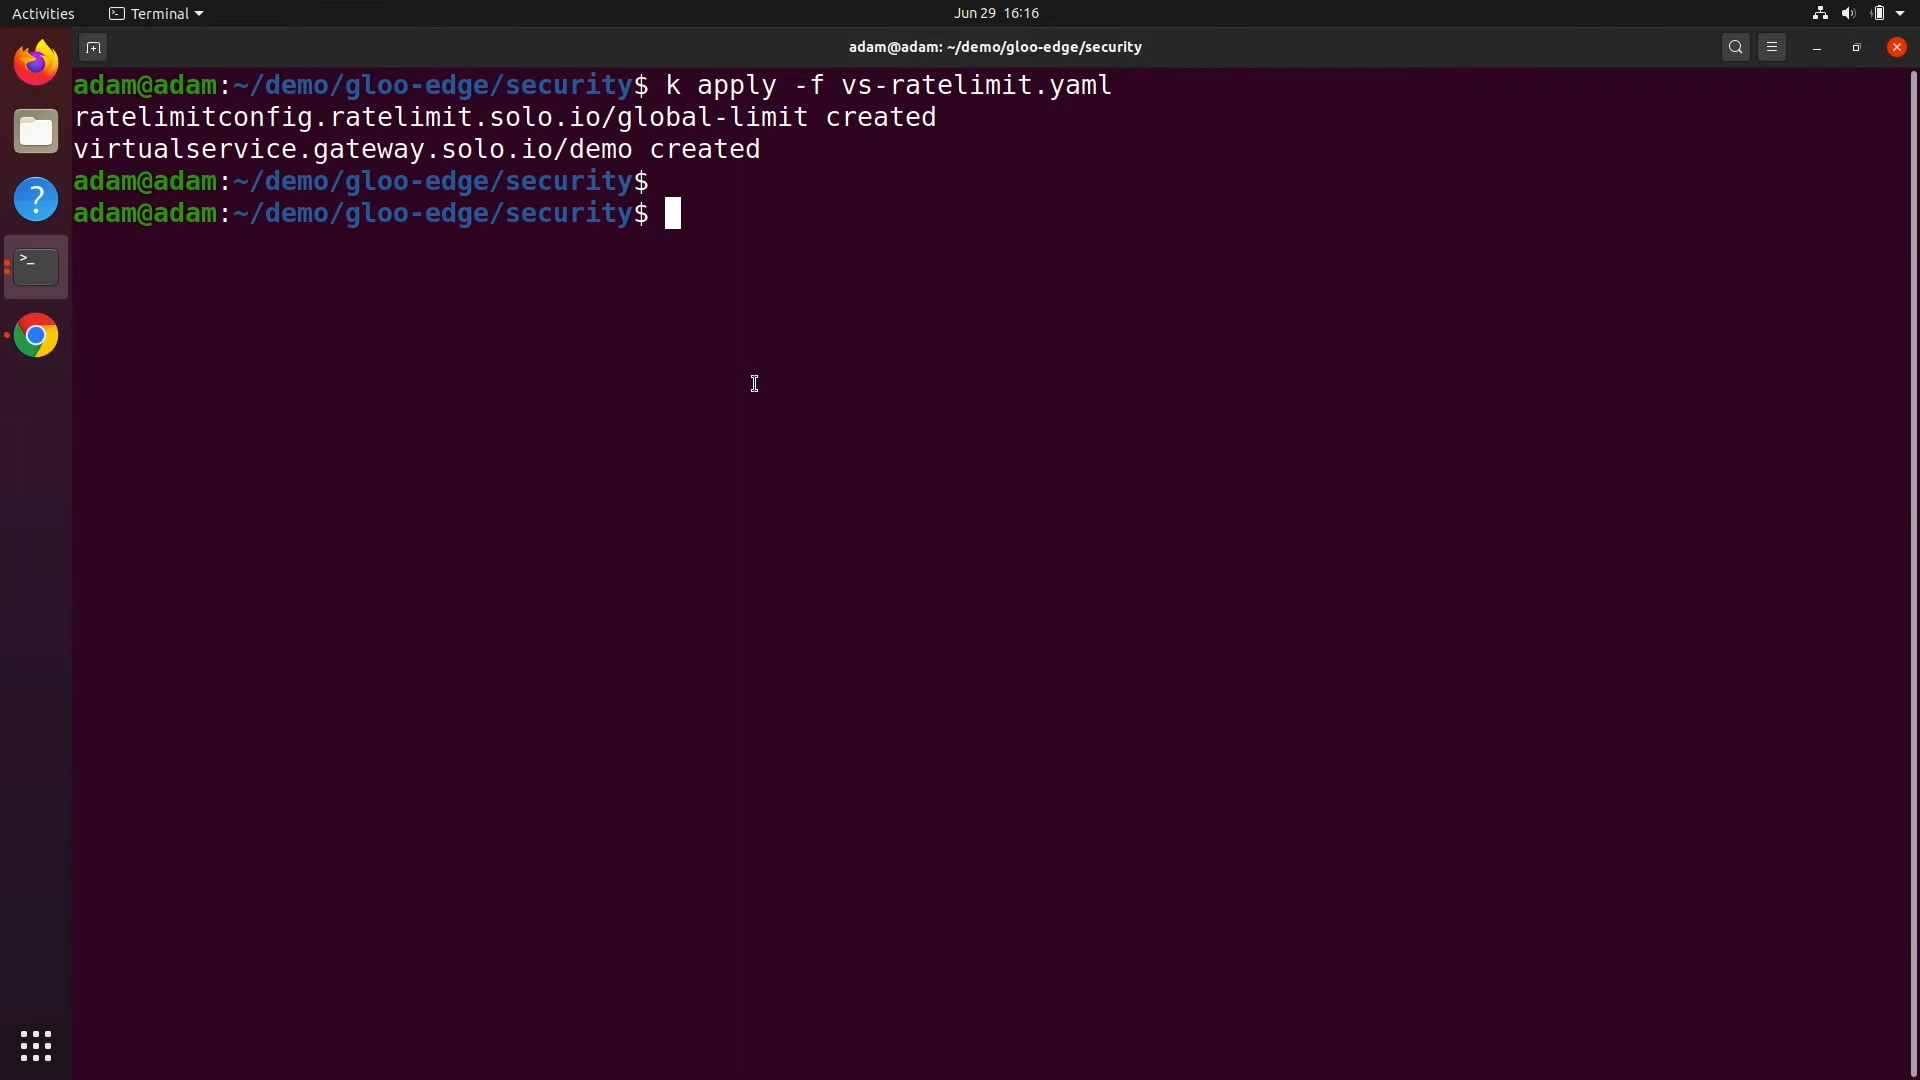 Activities Terminal Jun 29 16:16
adam@adam: ~/demo/gloo-edge/security
adam@adam:~/demo/gloo-edge/security$ k apply -f vs-ratelimit.yaml
ratelimitconfig.ratelimit.solo.io/global-limit created
virtualservice.gateway.solo.io/demo created
adam@adam:~/demo/gloo-edge/security$
adam@adam:~/demo/gloo-edge/security$